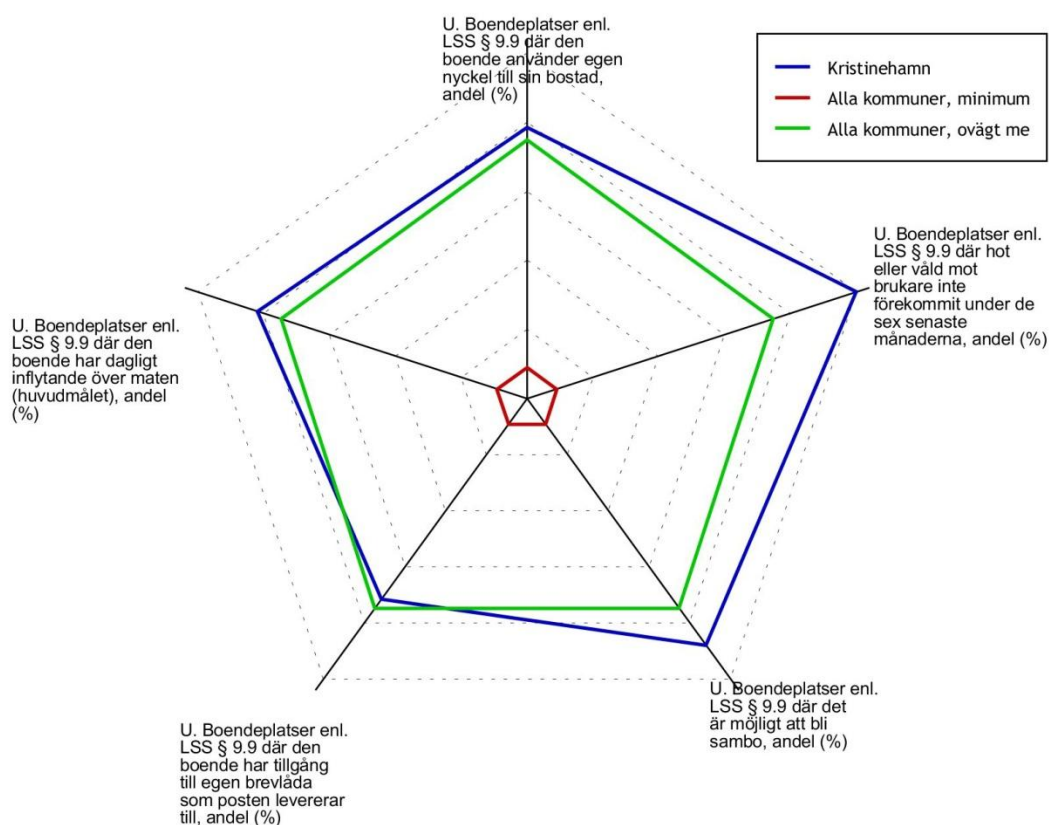 U. Boendeplatser enl.
LSS § 9.9 där den
boende använder egen
nyckel till sin bostad,
andel (%)
Kristinehamn
Alla kommuner, minimum
Alla kommuner, ovägt me
U. Boendeplatser enl.
LSS § 9.9 där hot
eller våld mot
brukare inte
förekommit under de
sex senaste
månaderna, andel (%)
U. Boendeplatser enl.
LSS § 9.9 där den
boende har dagligt
inflytande över maten
(huvudmålet), andel
(%)
U. Boendeplatser enl.
LSS § 9.9 där det
är möjligt att bli
sambo, andel (%)
U. Boendeplatser enl.
LSS § 9.9 där den
boende har tillgång
till egen brevlåda
som posten levererar
till, andel (%)